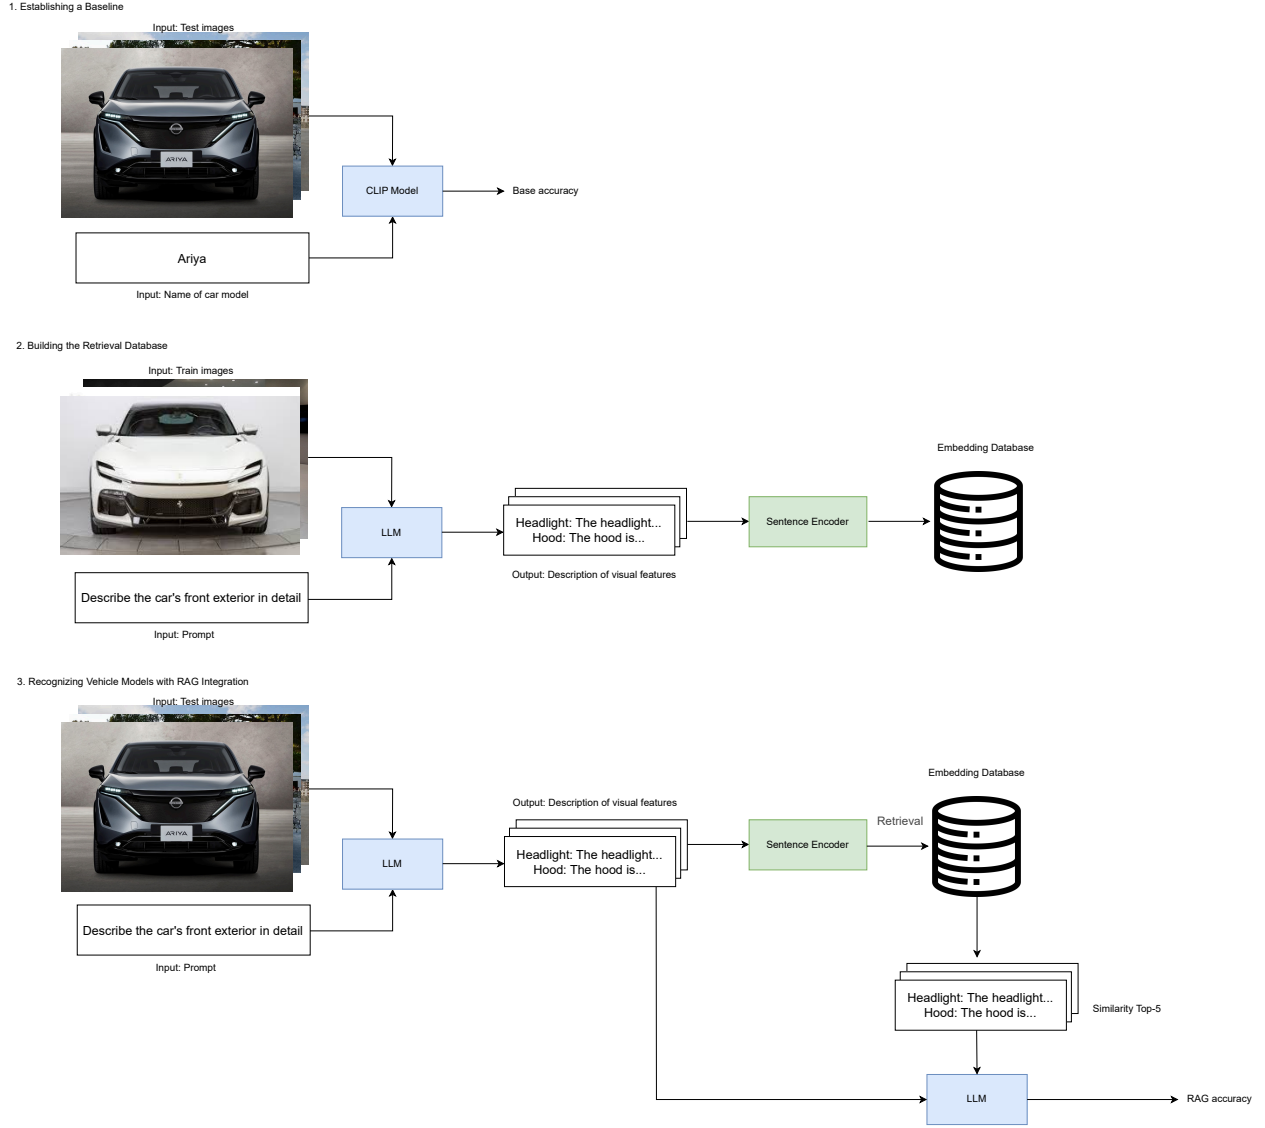 1. Establishing a Baseline
Input: Test images
ARIYA
CLIP Model
Base accuracy
Ariya
Input: Name of car model
2. Building the Retrieval Database
Input: Train images
Embedding Database
LLM
Headlight: The headlight...
Hood: The hood is...
Sentence Encoder
Output: Description of visual features
Describe the car's front exterior in detail
Input: Prompt
3. Recognizing Vehicle Models with RAG Integration
Input: Test images
ARIYA
Embedding Database
Output: Description of visual features
Retrieval
LLM
Headlight: The headlight...
Hood: The hood is...
Sentence Encoder
Describe the car's front exterior in detail
Input: Prompt
Headlight: The headlight...
Hood: The hood is...
Similarity Top-5
LLM
RAG accuracy